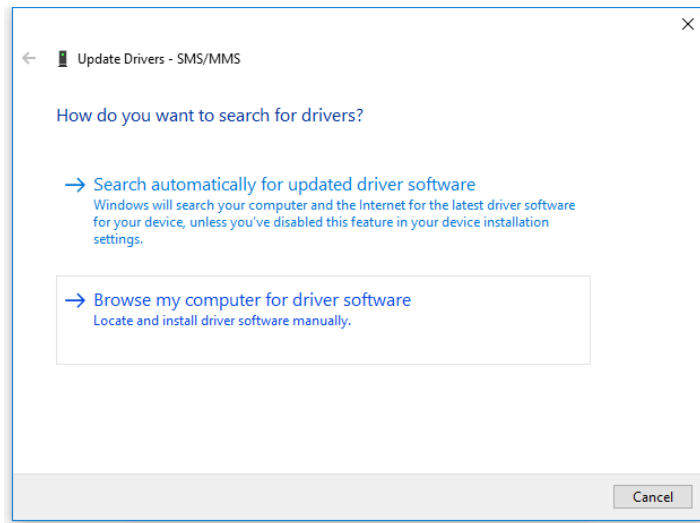 Update Drivers - SMS/MMS
How do you want to search for drivers?
Search automatically for updated driver software
Windows will search your computer and the Internet for the latest driver software
for your device, unless you've disabled this feature in your device installation
settings.
Browse my computer for driver software
Locate and install driver software manually.
Cancel